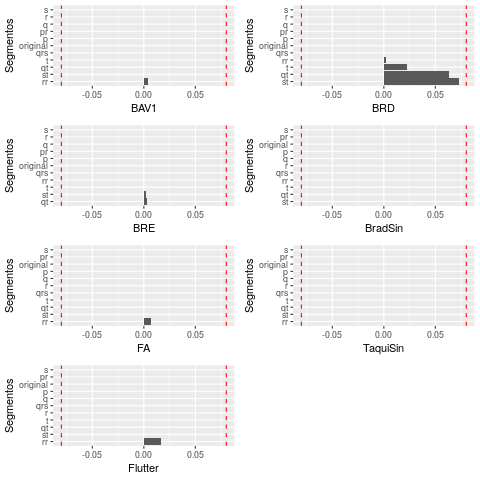 Segmentos
s
r
q
pr
p
original
qrs
t
qt
st
rr
-0.05 0.00 0.05
BAV1
Segmentos
s
r
q
pr
p
original
qrs
rr
t
qt
st
-0.05 0.00 0.05
BRD
Segmentos
s
r
q
pr
p
original
qrs
rr
t
st
qt
-0.05 0.00 0.05
BRE
Segmentos
s
pr
original
p
q
r
qrs
rr
t
qt
st
-0.05 0.00 0.05
BradSin
Segmentos
s
pr
original
p
q
r
qrs
t
qt
st
rr
-0.05 0.00 0.05
FA
Segmentos
s
pr
original
p
q
r
qrs
t
qt
st
rr
-0.05 0.00 0.05
TaquiSin
Segmentos
s
pr
original
p
q
qrs
r
t
qt
st
rr
-0.05 0.00 0.05
Flutter